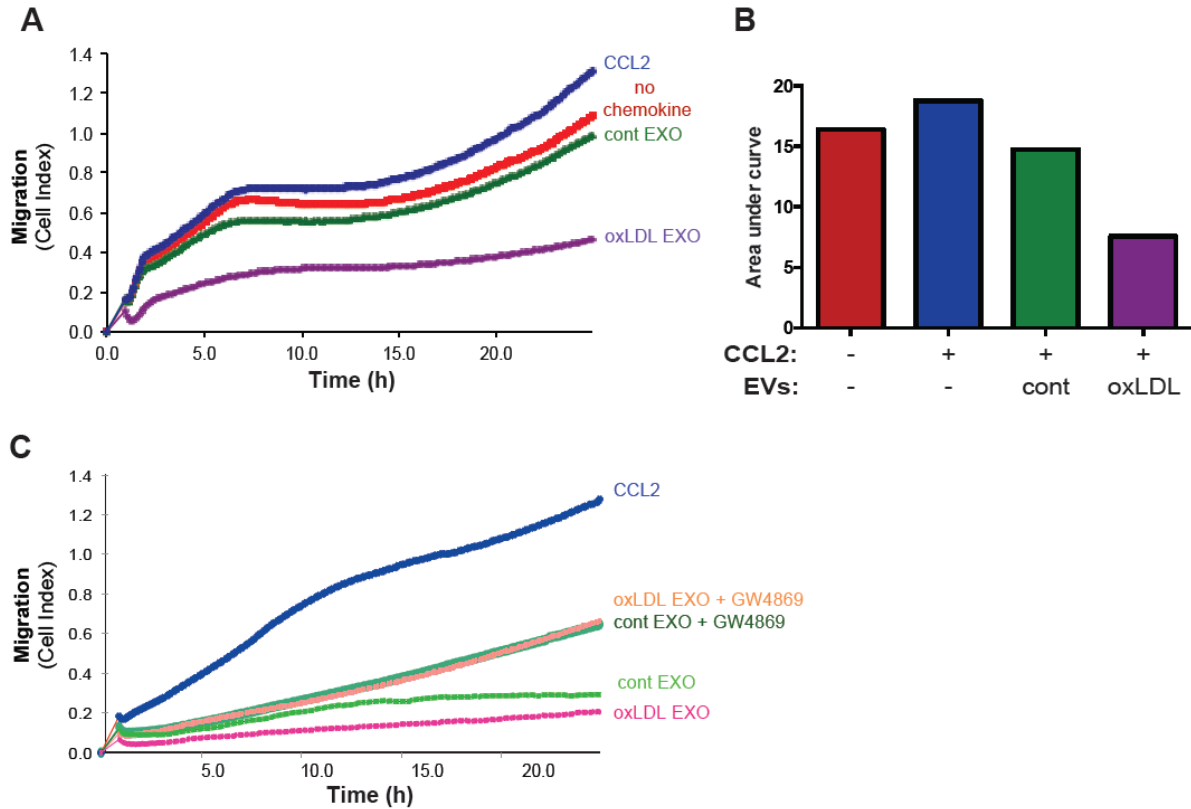 A
Migration
(Cell Index)
1.4
1.2
1.0
0.8
0.6
0.4
0.2
0.0
0.0 5.0 10.0 15.0 20.0
Time (h)
CCL2
no
chemokine
cont EXO
oxLDL EXO
B
Area under curve
20
15
10
5
0
CCL2: - + + +
EVs: - - cont oxLDL
C
Migration
(Cell Index)
1.4
1.2
1.0
0.8
0.6
0.4
0.2
0.0
5.0 10.0 15.0 20.0
Time (h)
CCL2
oxLDL EXO + GW4869
cont EXO + GW4869
cont EXO
oxLDL EXO